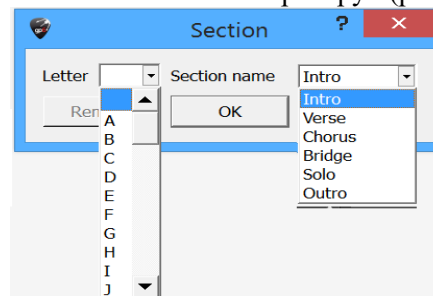 Section ?
Letter Section name Intro
Ren OK
A
B
C
D
E
F
G
H
I
J
Intro
Verse
Chorus
Bridge
Solo
Outro